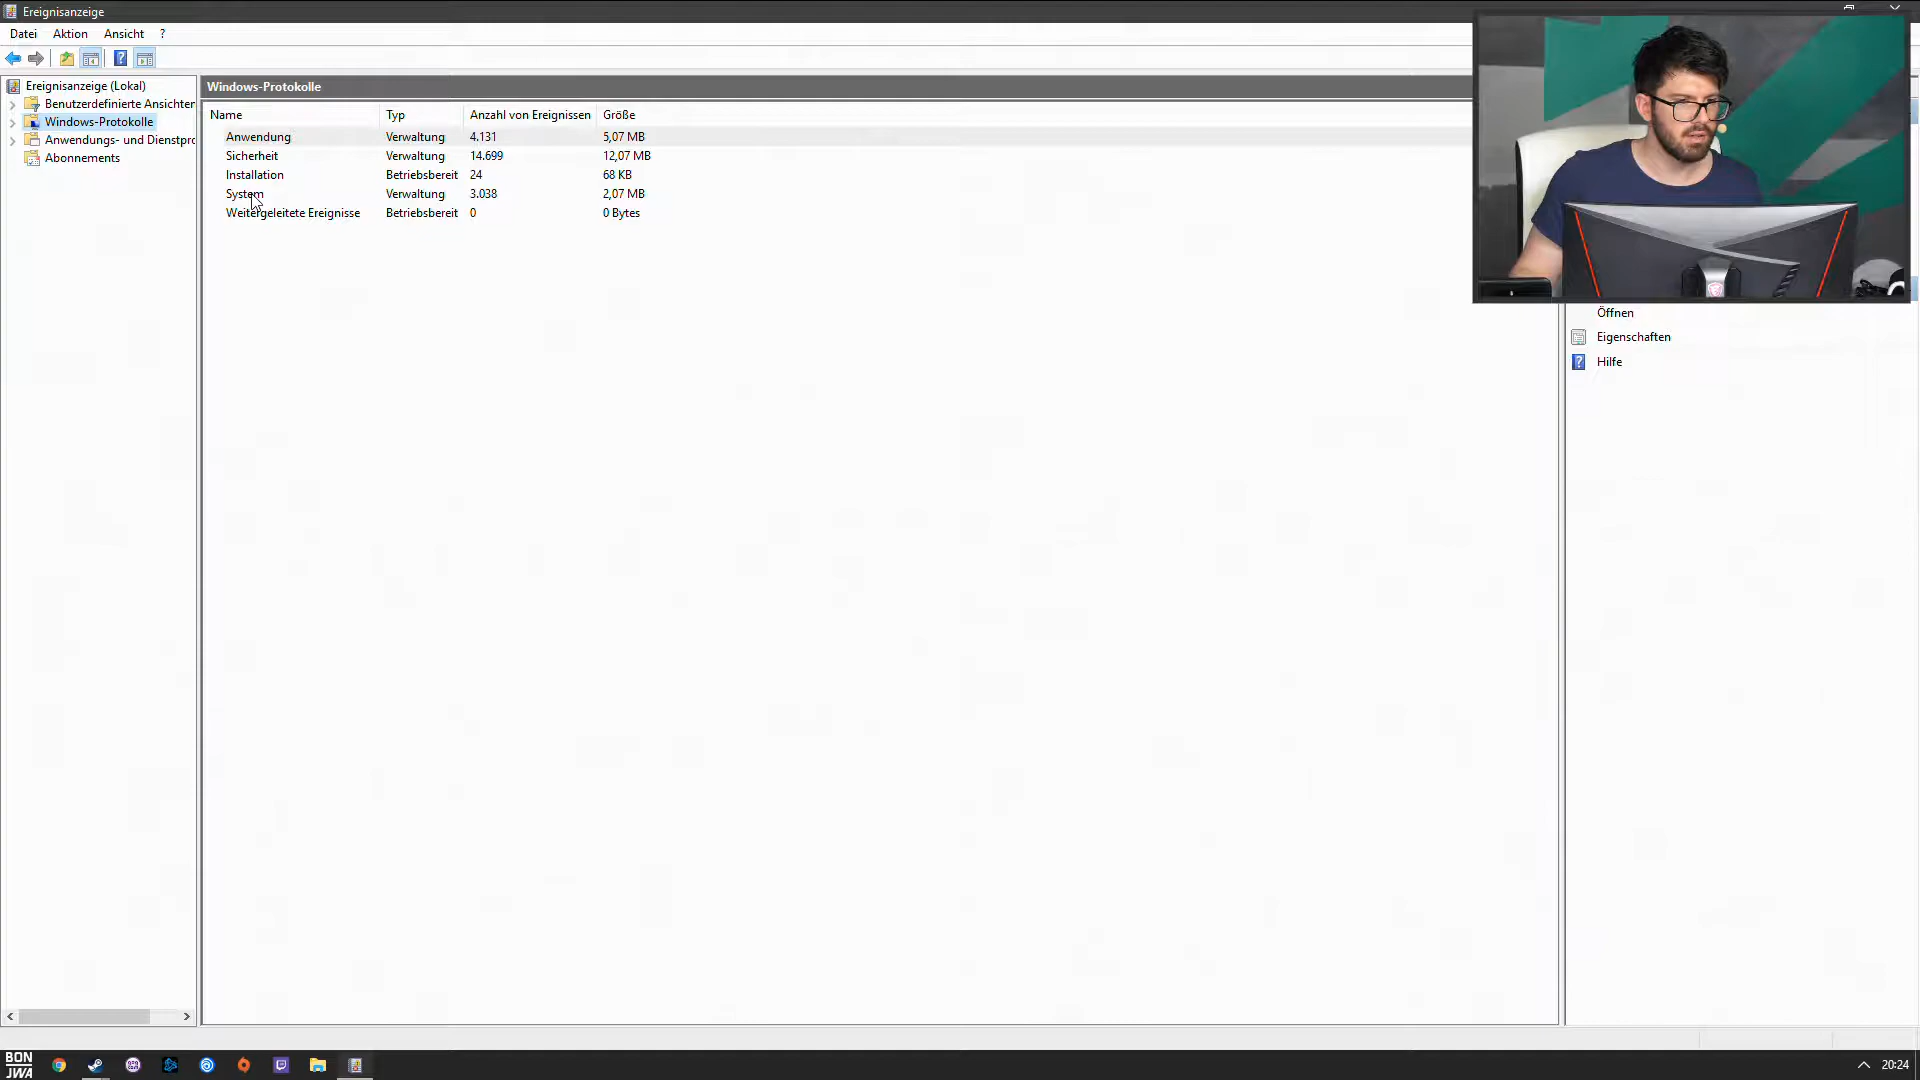 Ereignisanzeige
Datei Aktion Ansicht ?
Ereignisanzeige (Lokal)
Benutzerdefinierte Ansichten
Windows-Protokolle
Anwendungs- und Dienstpro
Abonnements
Windows-Protokolle
Name Typ Anzahl von Ereignissen Größe
Anwendung Verwaltung 4.131 5,07 MB
Sicherheit Verwaltung 14.699 12,07 MB
Installation Betriebsbereit 24 68 KB
System Verwaltung 3.038 2,07 MB
Weitergeleitete Ereignisse Betriebsbereit 0 0 Bytes
Öffnen
Eigenschaften
Hilfe
BON
JWA
20:24